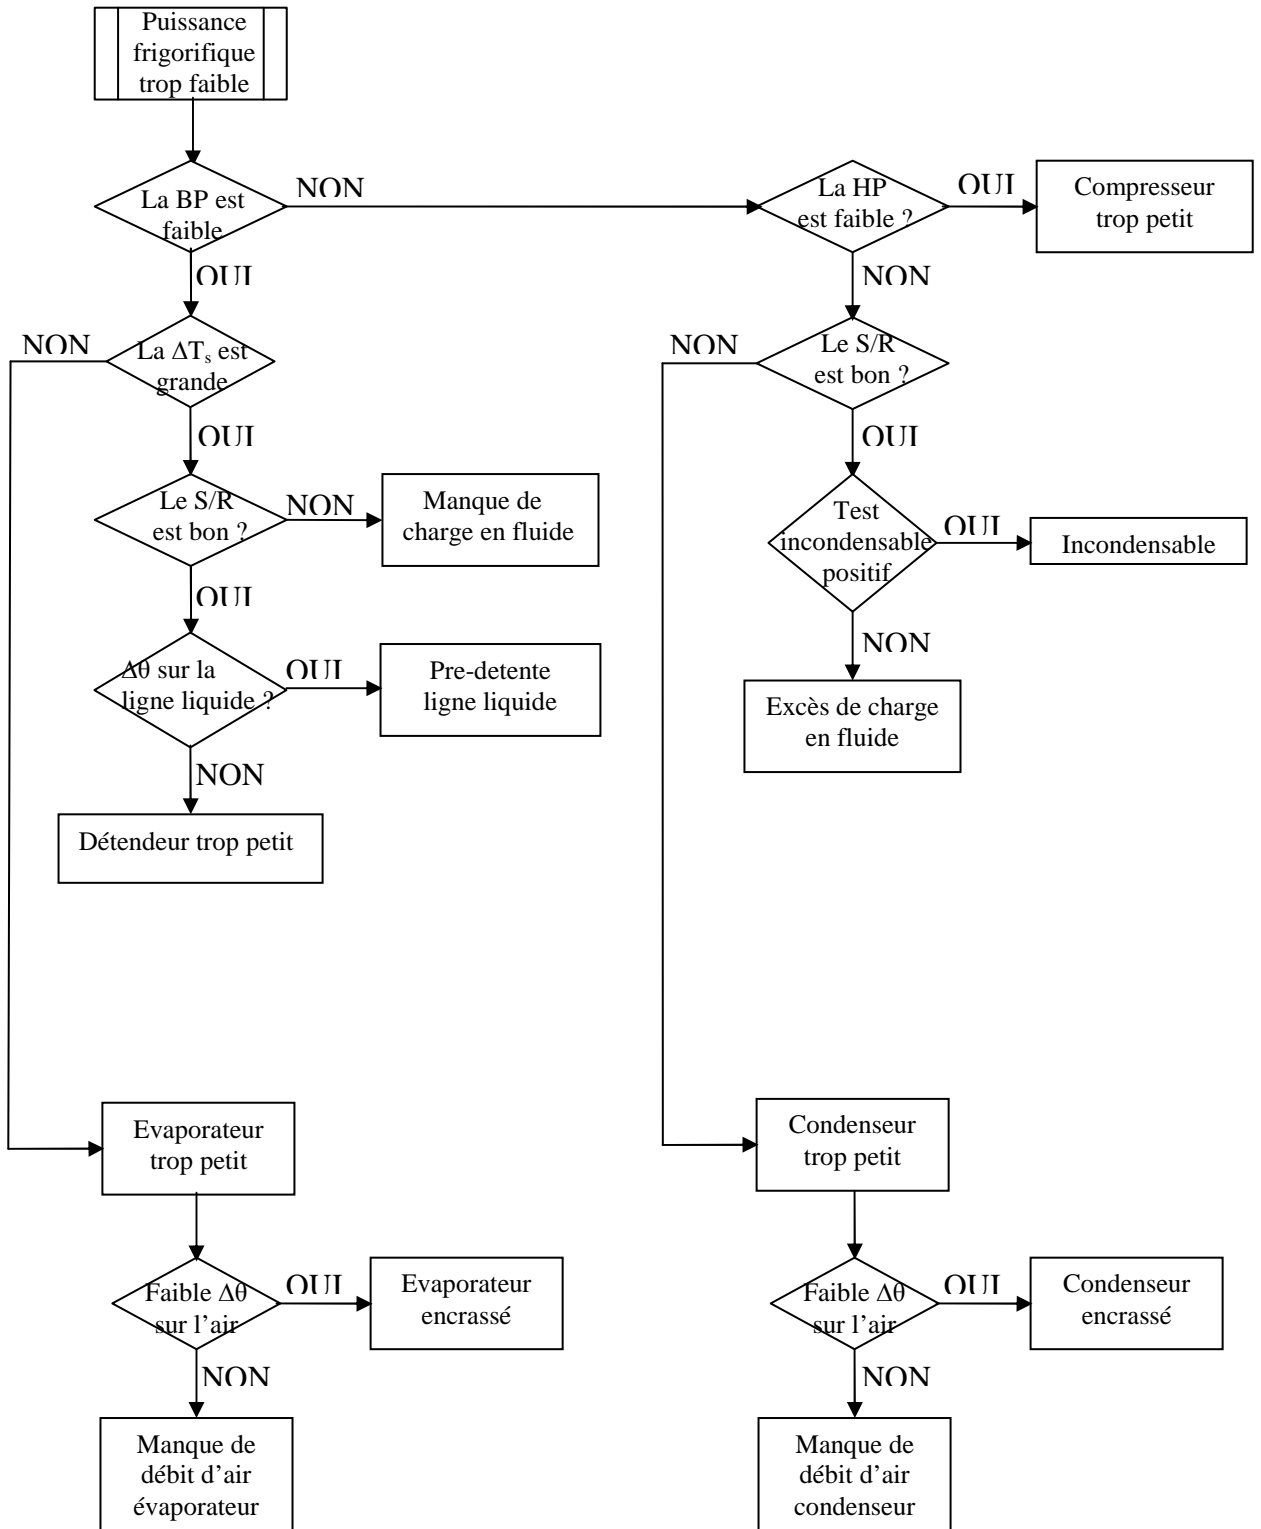 Puissance
frigorifique
trop faible
La BP est
faible
NON
La HP
est faible ?
OUI
Compresseur
trop petit
OUI
NON
NON
La ΔTs est
grande
NON
Le S/R
est bon ?
OUI
OUI
Le S/R
est bon ?
NON
Manque de
charge en fluide
Test
incondensable
positif
OUI
Incondensable
OUI
NON
Δθ sur la
ligne liquide ?
OUI
Pre-detente
ligne liquide
Excès de charge
en fluide
NON
Détendeur trop petit
Evaporateur
trop petit
Condenseur
trop petit
Faible Δθ
sur l’air
OUI
Evaporateur
encrassé
Faible Δθ
sur l’air
OUI
Condenseur
encrassé
NON
NON
Manque de
débit d’air
évaporateur
Manque de
débit d’air
condenseur